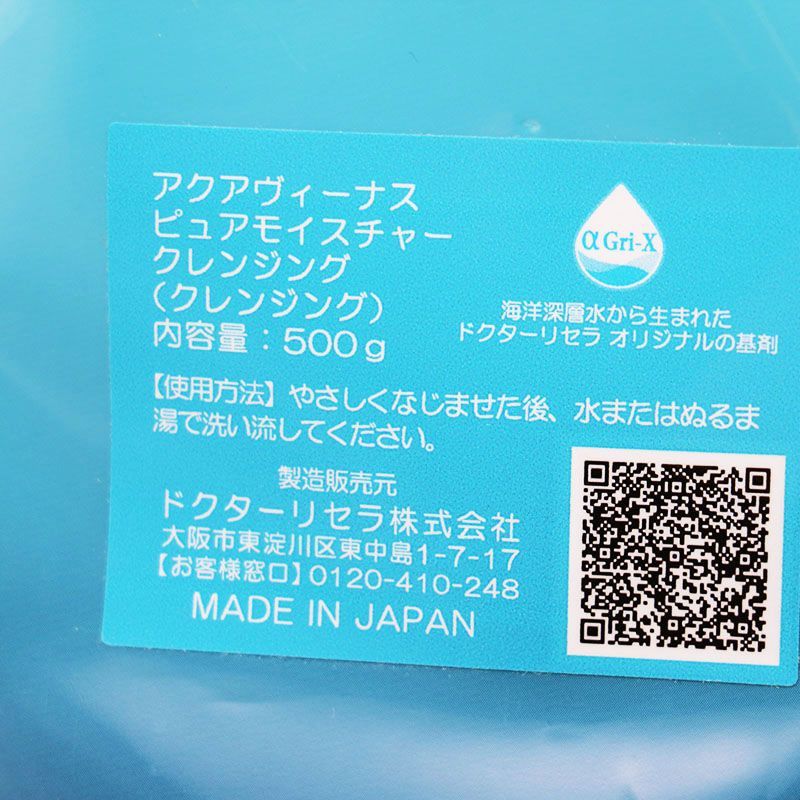 アクアヴィーナス
ピュアモイスチャー
クレンジング
（クレンジング）
内容量：500g
αGri-X
海洋深層水から生まれた
ドクターリセラ オリジナルの基剤
【使用方法】やさしくなじませた後、水またはぬるま
湯で洗い流してください。
製造販売元
ドクターリセラ株式会社
大阪市東淀川区東中島1-7-17
【お客様窓口】0120-410-248
MADE IN JAPAN